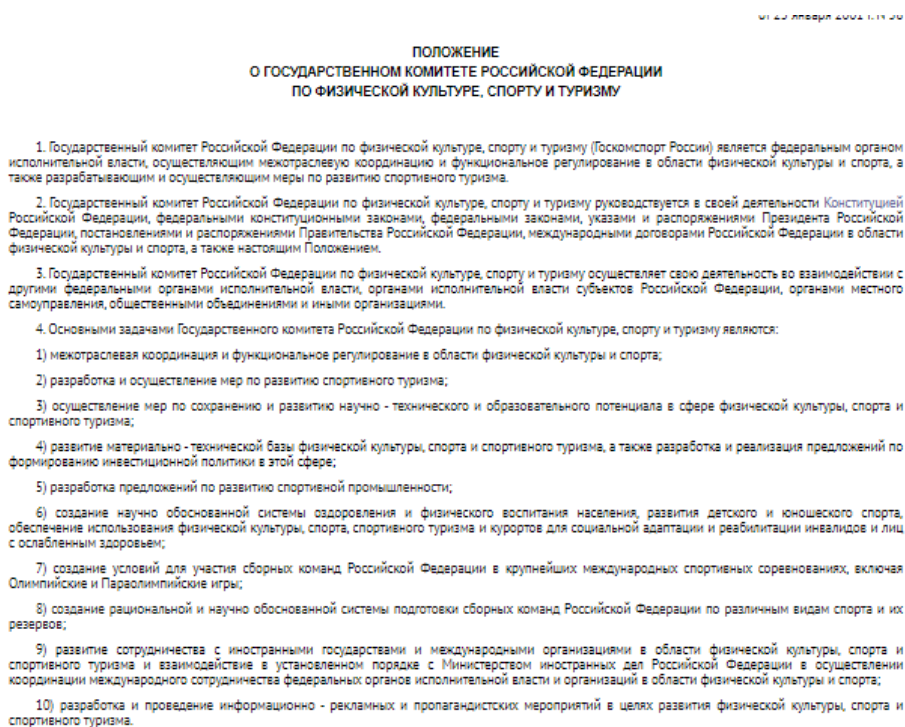 от 25 января 2001 г. N 58
ПОЛОЖЕНИЕ
О ГОСУДАРСТВЕННОМ КОМИТЕТЕ РОССИЙСКОЙ ФЕДЕРАЦИИ
ПО ФИЗИЧЕСКОЙ КУЛЬТУРЕ, СПОРТУ И ТУРИЗМУ
1. Государственный комитет Российской Федерации по физической культуре, спорту и туризму (Госкомспорт России) является федеральным органом
исполнительной власти, осуществляющим межотраслевую координацию и функциональное регулирование в области физической культуры и спорта, а
также разрабатывающим и осуществляющим меры по развитию спортивного туризма.
2. Государственный комитет Российской Федерации по физической культуре, спорту и туризму руководствуется в своей деятельности Конституцией
Российской Федерации, федеральными конституционными законами, федеральными законами, указами и распоряжениями Президента Российской
Федерации, постановлениями и распоряжениями Правительства Российской Федерации, международными договорами Российской Федерации в области
физической культуры и спорта, а также настоящим Положением.
3. Государственный комитет Российской Федерации по физической культуре, спорту и туризму осуществляет свою деятельность во взаимодействии с
другими федеральными органами исполнительной власти, органами исполнительной власти субъектов Российской Федерации, органами местного
самоуправления, общественными объединениями и иными организациями.
4. Основными задачами Государственного комитета Российской Федерации по физической культуре, спорту и туризму являются:
1) межотраслевая координация и функциональное регулирование в области физической культуры и спорта;
2) разработка и осуществление мер по развитию спортивного туризма;
3) осуществление мер по сохранению и развитию научно - технического и образовательного потенциала в сфере физической культуры, спорта и
спортивного туризма;
4) развитие материально - технической базы физической культуры, спорта и спортивного туризма, а также разработка и реализация предложений по
формированию инвестиционной политики в этой сфере;
5) разработка предложений по развитию спортивной промышленности;
6) создание научно обоснованной системы оздоровления и физического воспитания населения, развития детского и юношеского спорта,
обеспечение использования физической культуры, спорта, спортивного туризма и курортов для социальной адаптации и реабилитации инвалидов и лиц
с ослабленным здоровьем;
7) создание условий для участия сборных команд Российской Федерации в крупнейших международных спортивных соревнованиях, включая
Олимпийские и Параолимпийские игры;
8) создание рациональной и научно обоснованной системы подготовки сборных команд Российской Федерации по различным видам спорта и их
резервов;
9) развитие сотрудничества с иностранными государствами и международными организациями в области физической культуры, спорта и
спортивного туризма и взаимодействие в установленном порядке с Министерством иностранных дел Российской Федерации в осуществлении
координации международного сотрудничества федеральных органов исполнительной власти и организаций в области физической культуры и спорта;
10) разработка и проведение информационно - рекламных и пропагандистских мероприятий в целях развития физической культуры, спорта и
спортивного туризма.